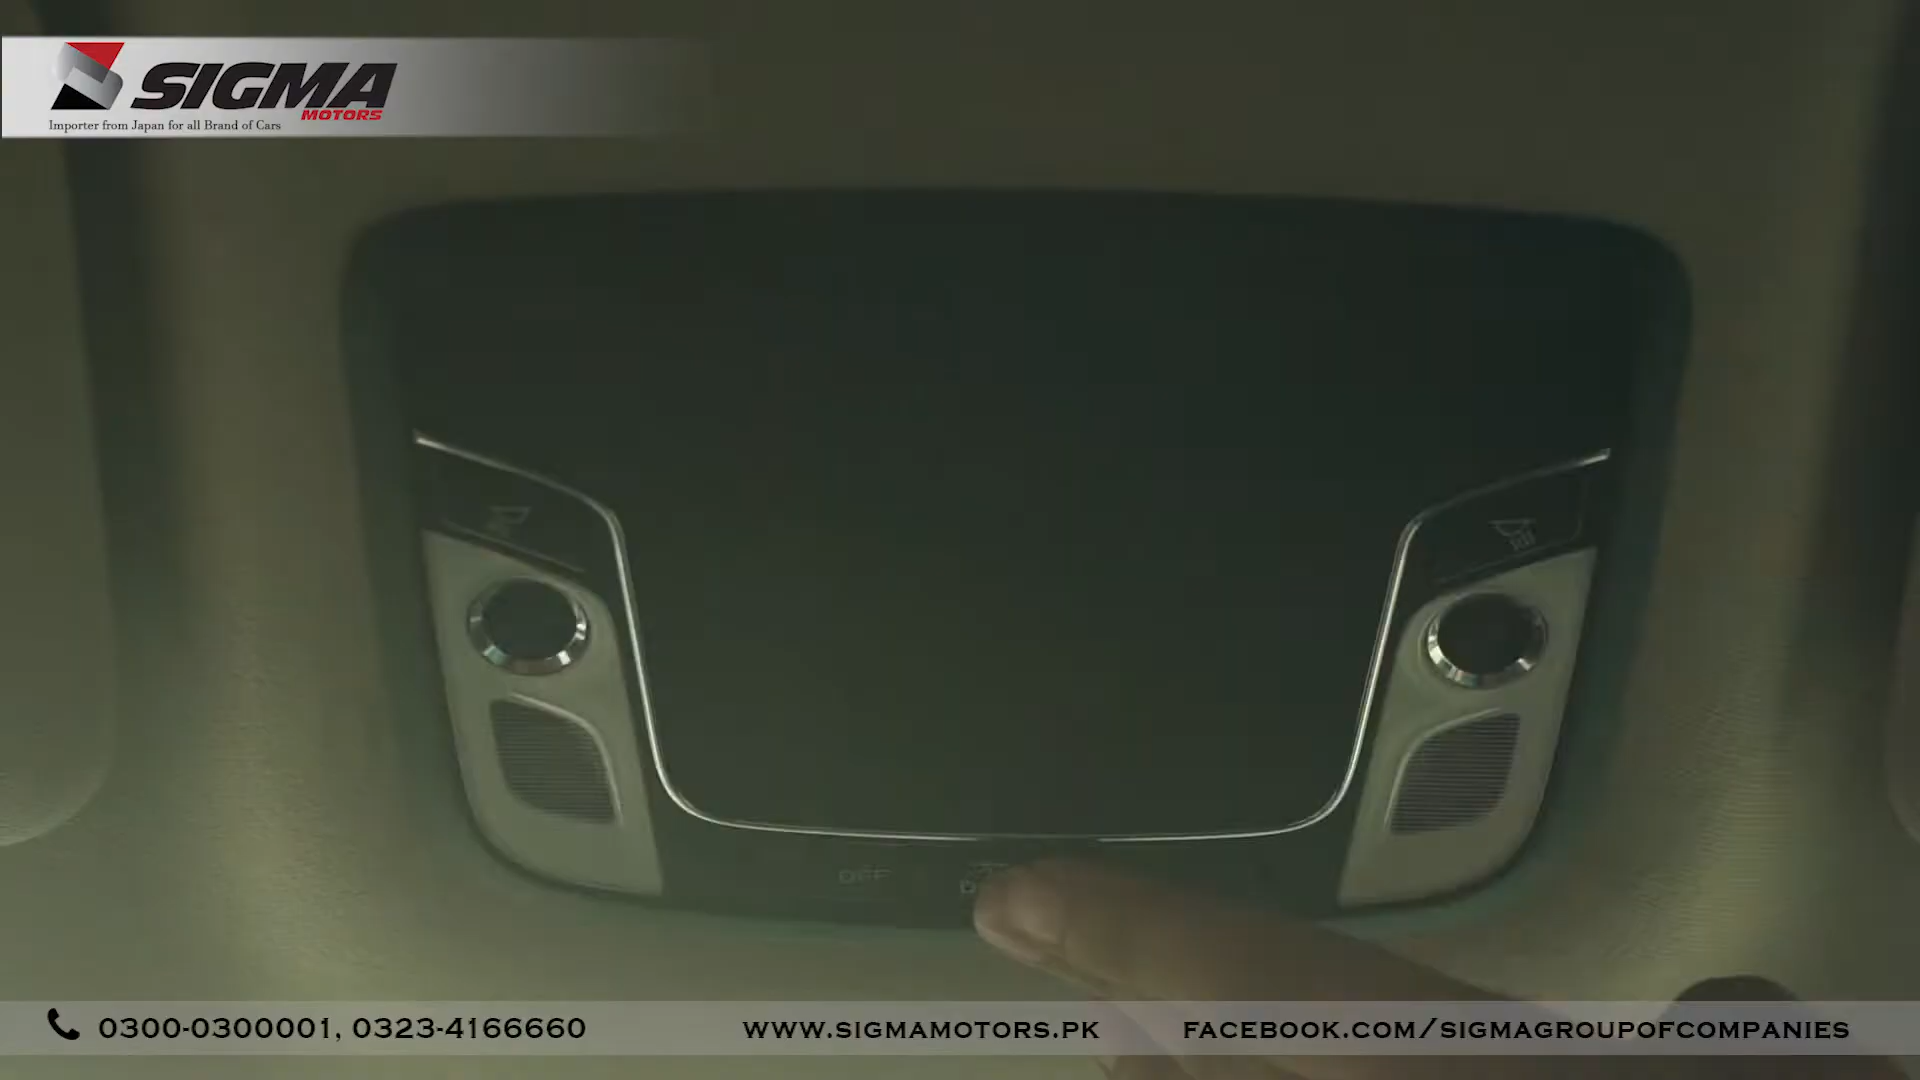 SIGMA
MOTORS
Importer from Japan for all Brand of Cars
OFF
0300-0300001, 0323-4166660
WWW.SIGMAMOTORS.PK
FACEBOOK.COM/SIGMAGROUPOFCOMPANIES